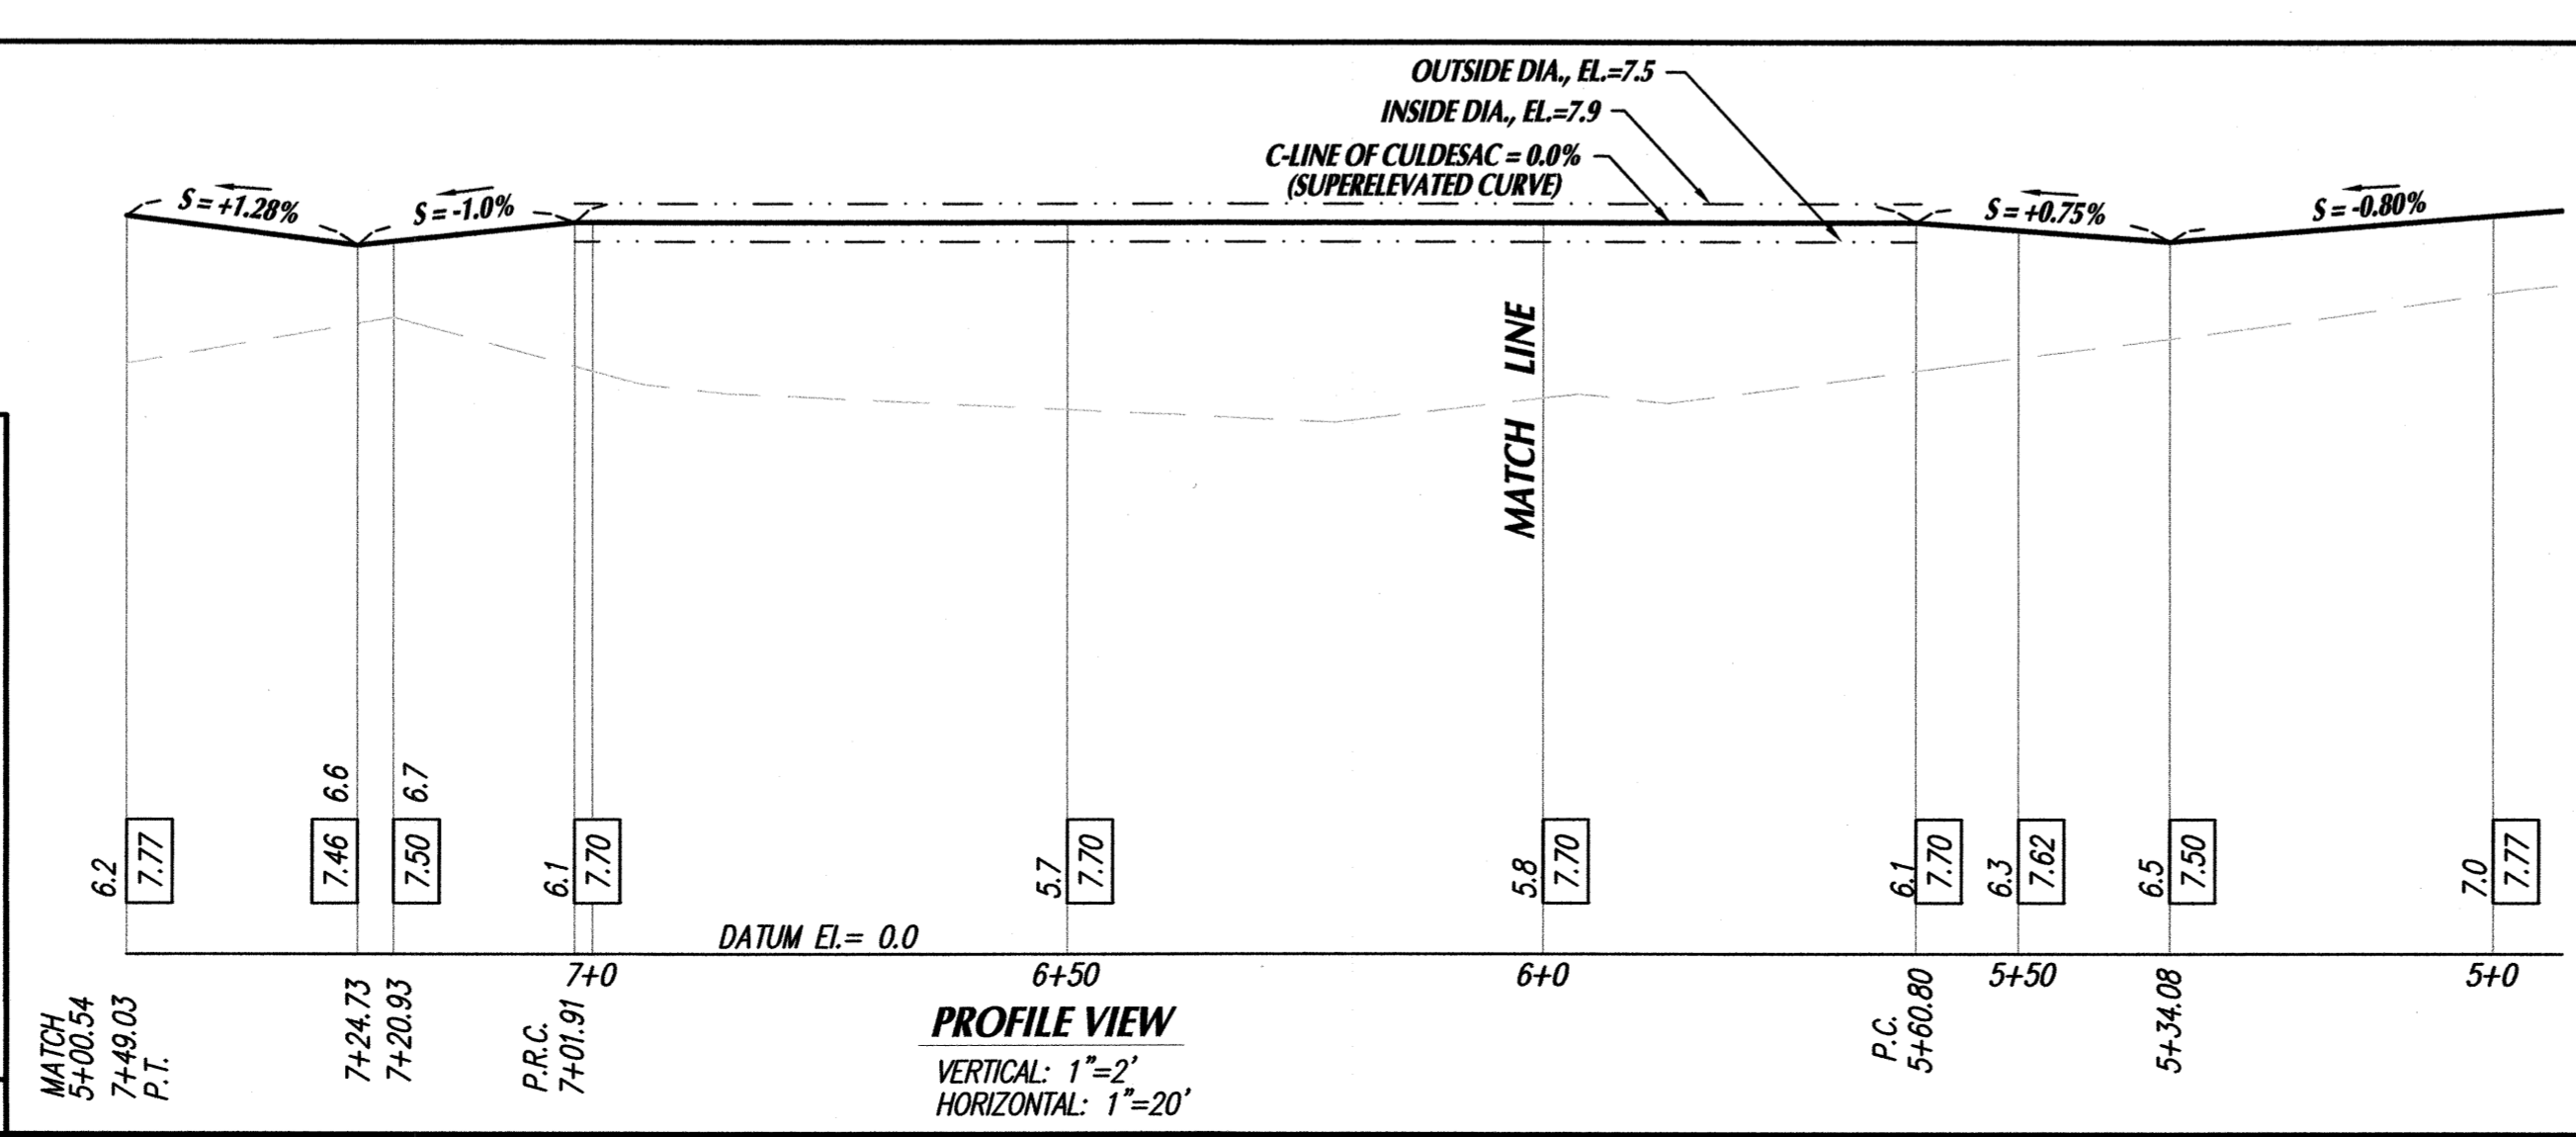 OUTSIDE DIA., EL.=7.5
INSIDE DIA., EL.=7.9
C-LINE OF CULDESAC = 0.0%
(SUPERELEVATED CURVE)
S = +1.28%
S = -1.0%
S = +0.75%
S = -0.80%
MATCH LINE
6.2
7.77
7.46
6.6
7.50
6.7
6.1
7.70
5.7
7.70
5.8
7.70
6.1
7.70
6.3
7.62
6.5
7.50
7.0
7.77
DATUM El.= 0.0
7+0
6+50
6+0
5+50
5+0
MATCH
5+00.54
7+49.03
P.T.
7+24.73
7+20.93
P.R.C.
7+01.91
P.C.
5+60.80
5+34.08
PROFILE VIEW
VERTICAL: 1"=2'
HORIZONTAL: 1"=20'